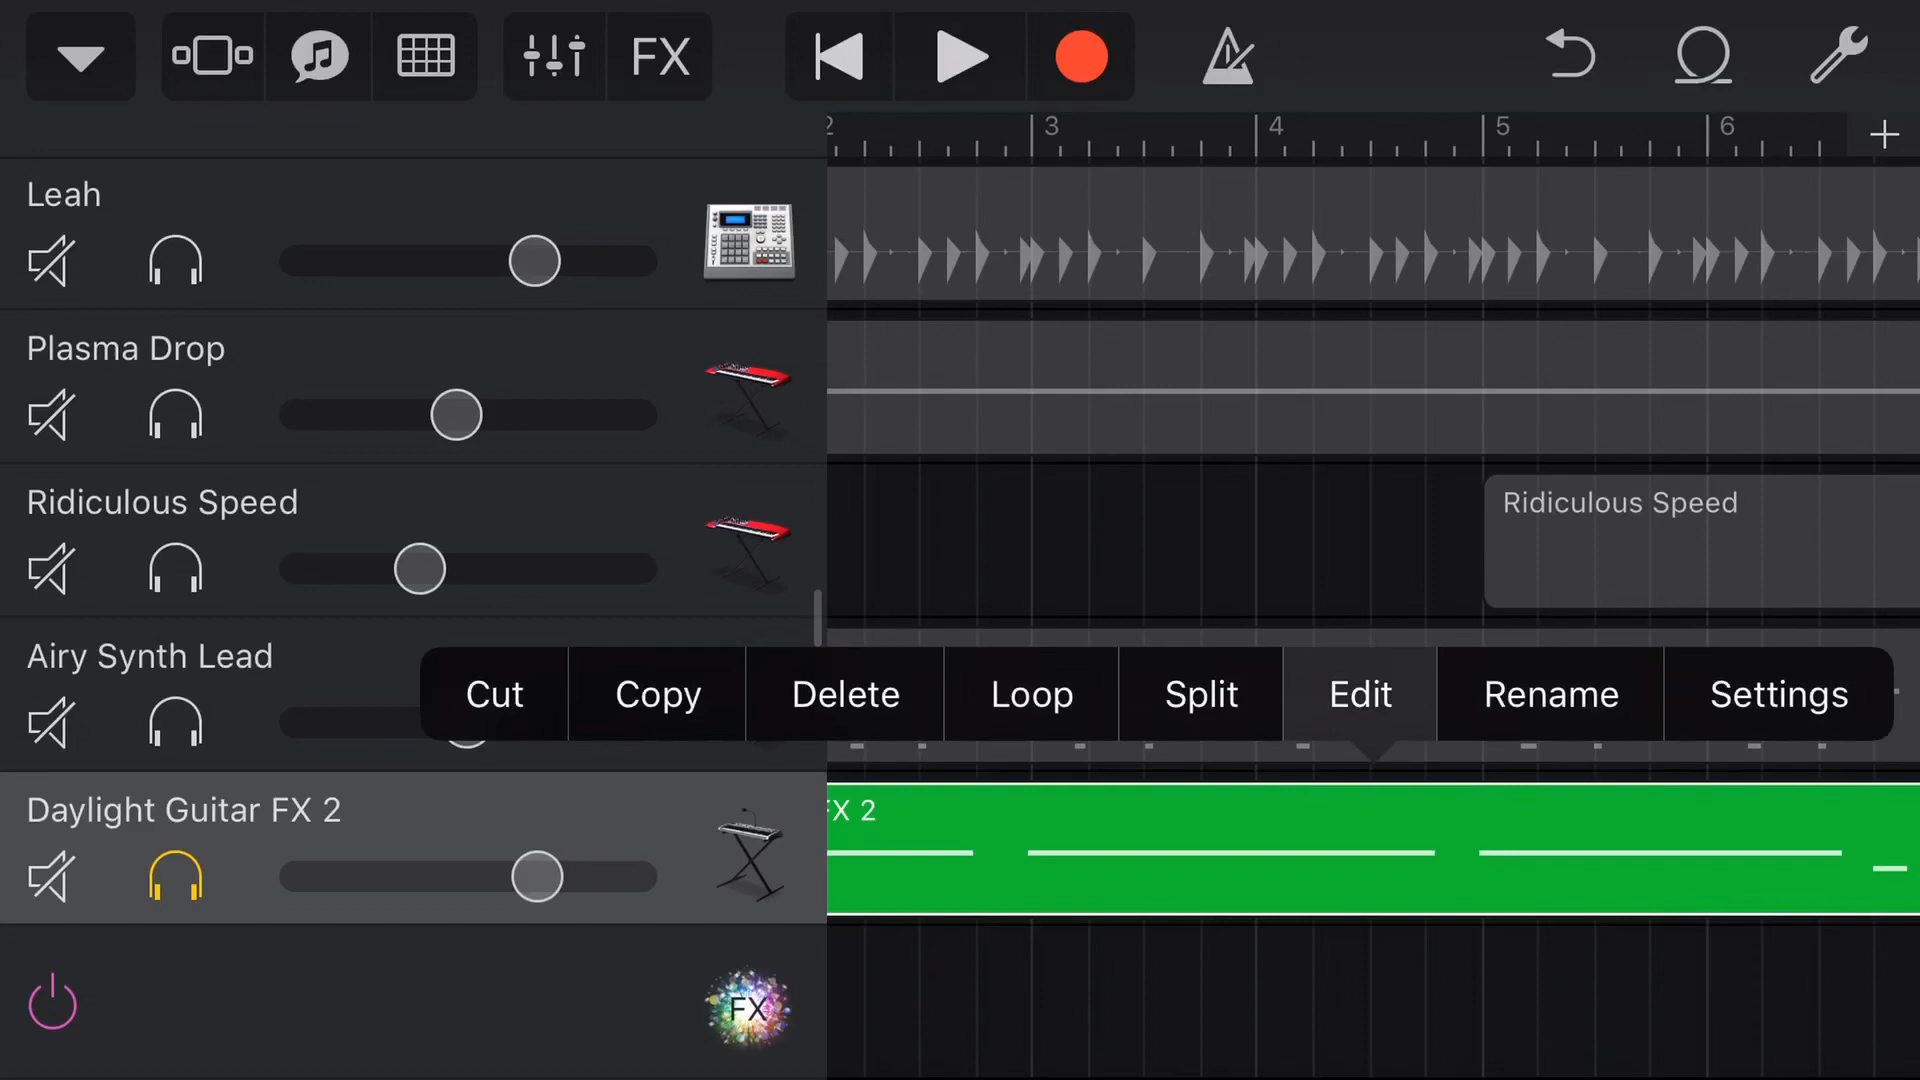 FX
2 3 4 5 6
Leah
Plasma Drop
Ridiculous Speed
Ridiculous Speed
Airy Synth Lead
Cut Copy Delete Loop Split Edit Rename Settings
Daylight Guitar FX 2
FX 2
FX